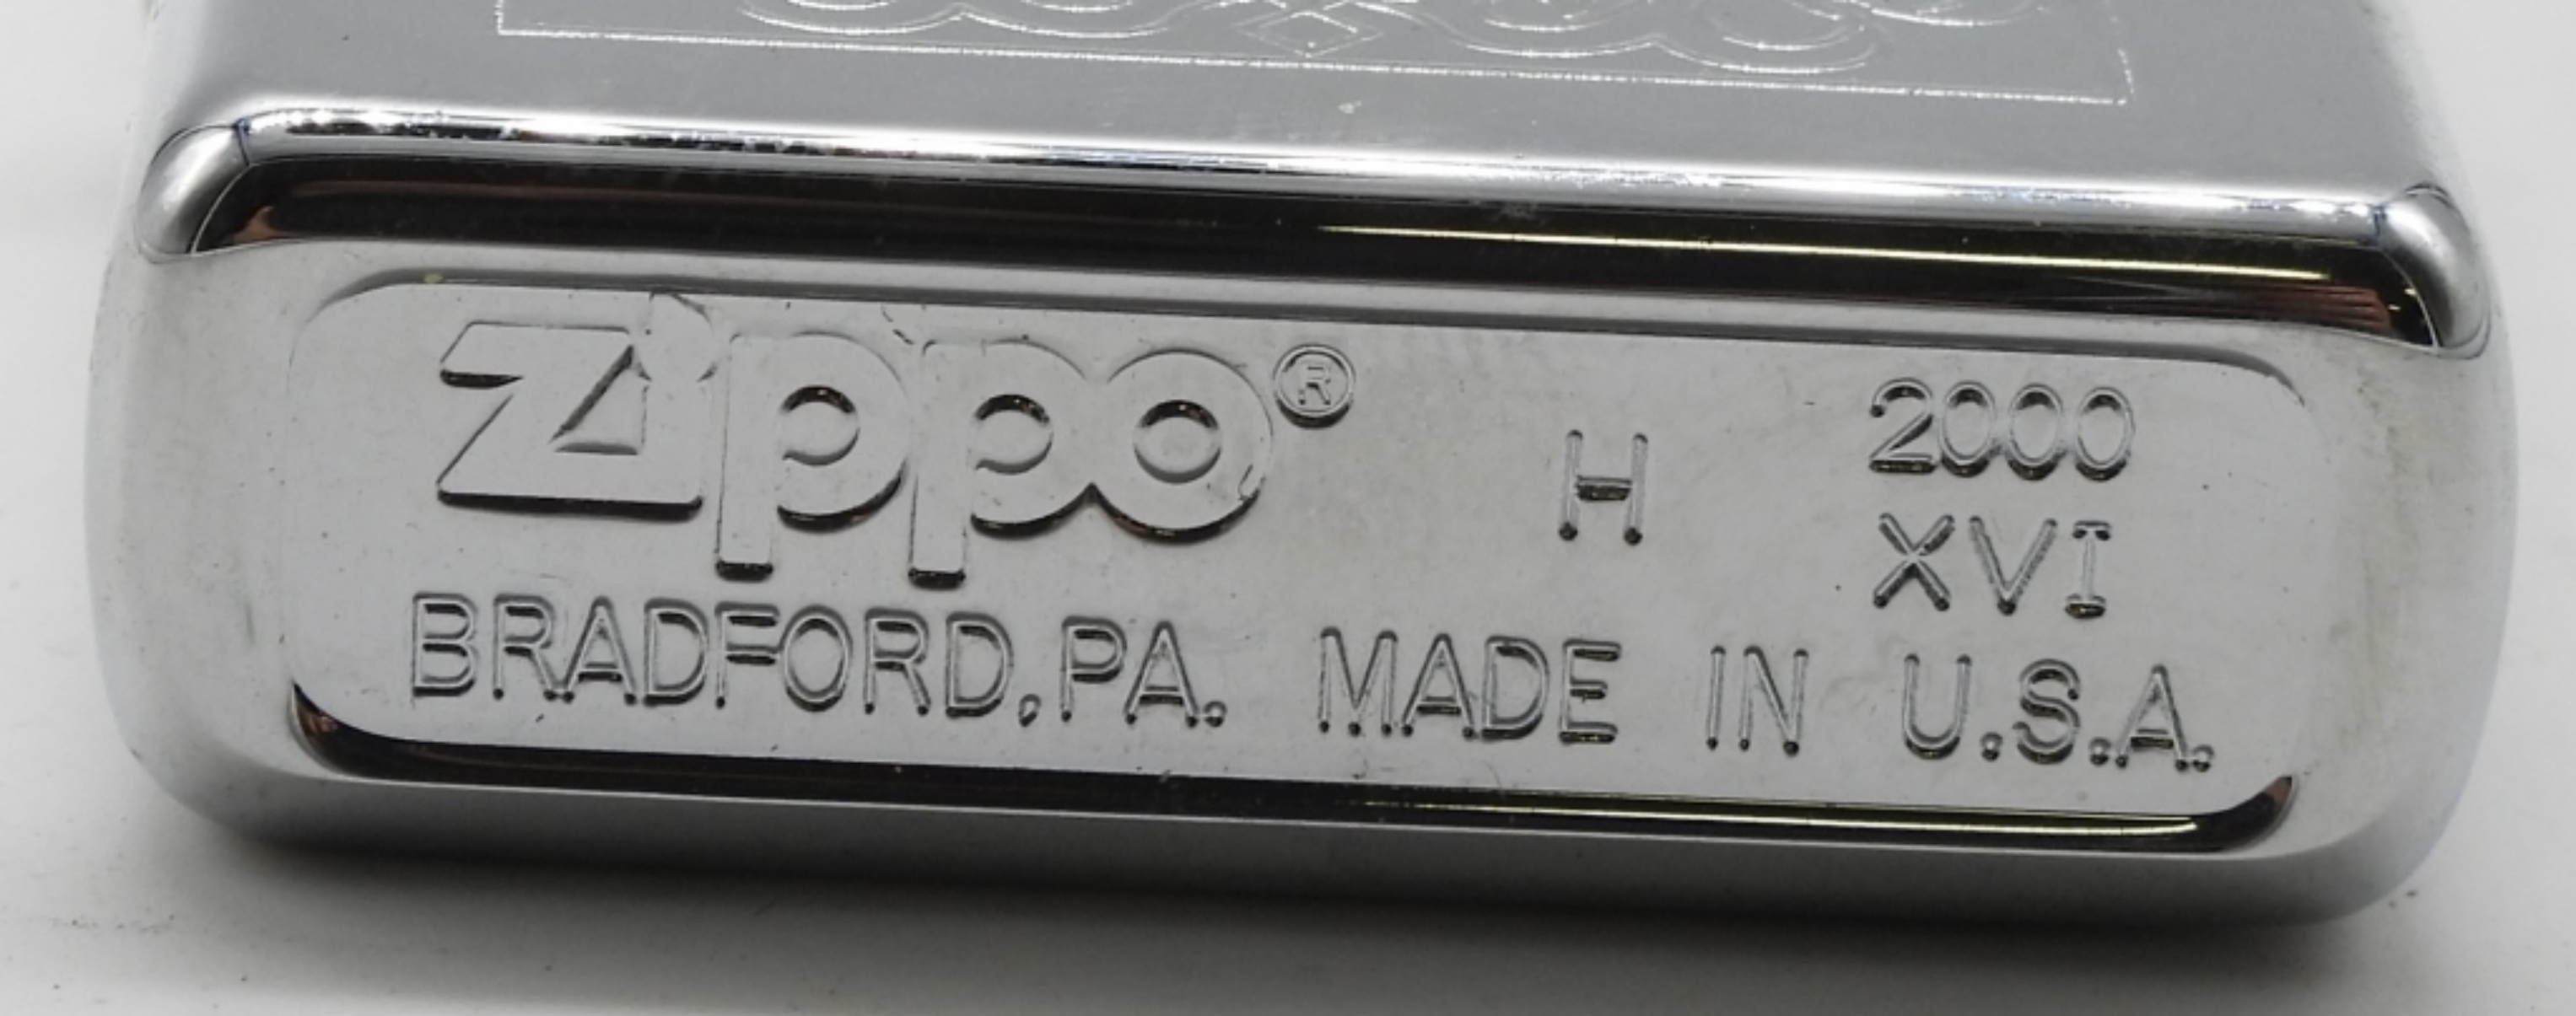 Zippo® H 2000
XVI
BRADFORD, PA. MADE IN U.S.A.